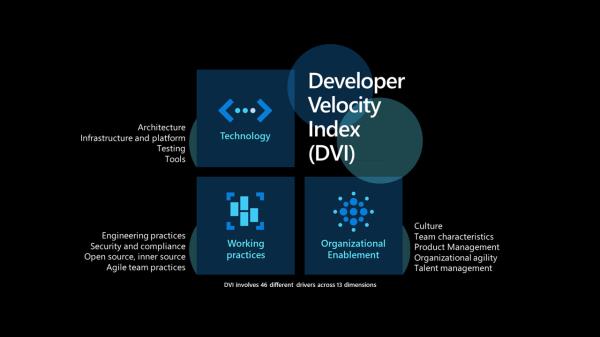 Developer
Velocity
Index
(DVI)
Technology
Architecture
Infrastructure and platform
Testing
Tools
Working
practices
Engineering practices
Security and compliance
Open source, inner source
Agile team practices
Organizational
Enablement
Culture
Team characteristics
Product Management
Organizational agility
Talent management
DVI involves 46 different drivers across 13 dimensions